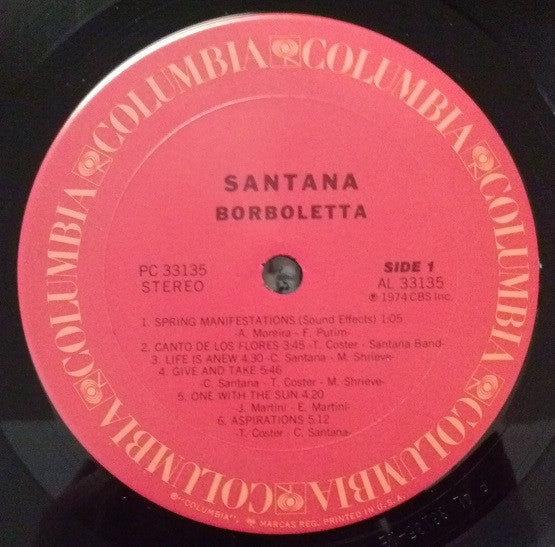 COLUMBIA COLUMBIA COLUMBIA COLUMBIA COLUMBIA COLUMBIA
SANTANA
BORBOLETTA
PC 33135
STEREO
SIDE 1
AL 33135
℗ 1974 CBS Inc.
1. SPRING MANIFESTATIONS (Sound Effects) 1:05
-A. Moreira - F. Purim-
2. CANTO DE LOS FLORES 3:45 -T. Coster - Santana Band-
3. LIFE IS ANEW 4:30 -C. Santana - M. Shrieve-
4. GIVE AND TAKE 5:46
-C. Santana - T. Coster - M. Shrieve-
5. ONE WITH THE SUN 4:20
-J. Martini - E. Martini-
6. ASPIRATIONS 5:12
-T. Coster - C. Santana-
®-"COLUMBIA", MARCAS REG. PRINTED IN U.S.A.